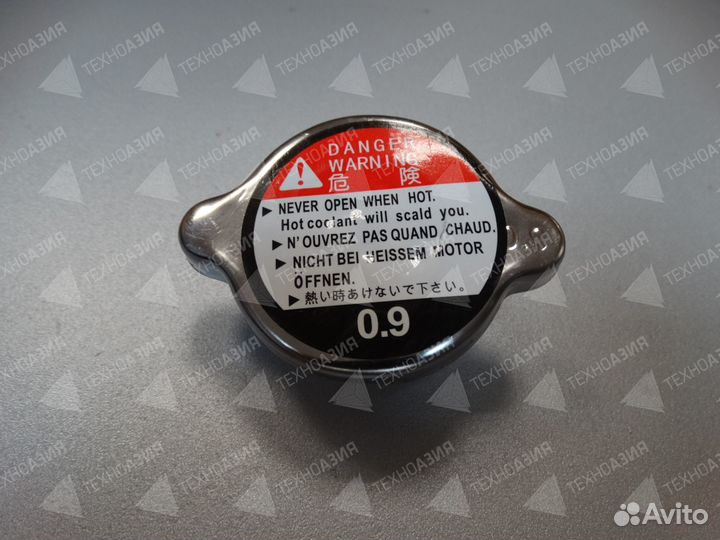 DANGER
WARNING
危 険
▶ NEVER OPEN WHEN HOT.
Hot coolant will scald you.
▶ N'OUVREZ PAS QUAND CHAUD.
▶ NICHT BEI HEISSEM MOTOR
ÖFFNEN.
▶ 熱い時あけないで下さい。
0.9
ТЕХНОАЗИЯ
Avito